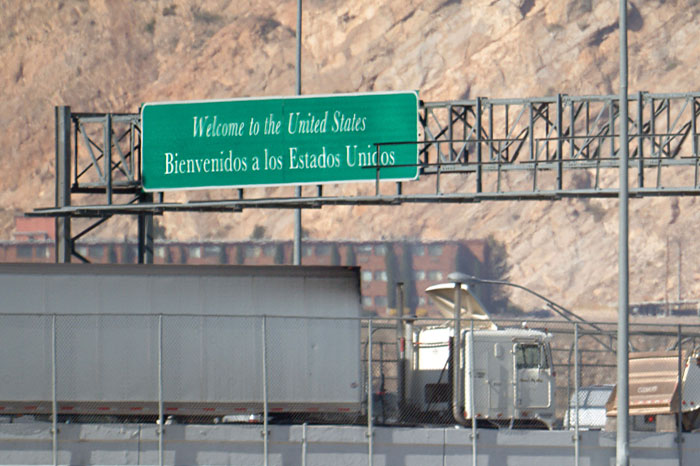 Welcome to the United States
Bienvenidos a los Estados Unidos